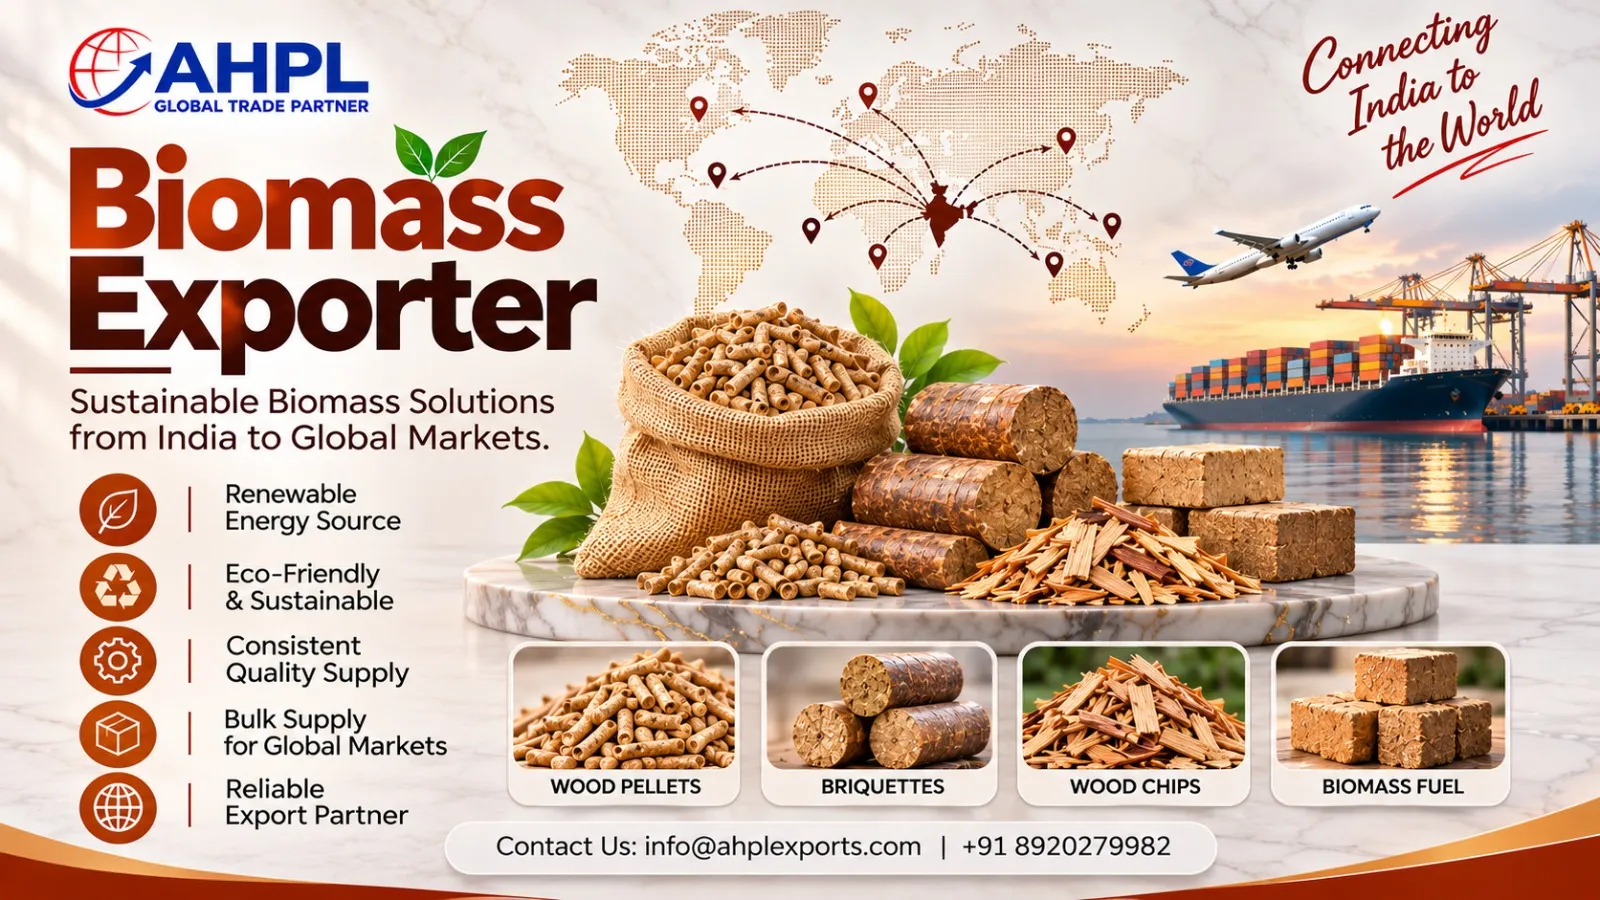 AHPL
GLOBAL TRADE PARTNER
Connecting
India to
the World
Biomass
Exporter
Sustainable Biomass Solutions
from India to Global Markets.
Renewable
Energy Source
Eco-Friendly
& Sustainable
Consistent
Quality Supply
Bulk Supply
for Global Markets
Reliable
Export Partner
WOOD PELLETS
BRIQUETTES
WOOD CHIPS
BIOMASS FUEL
Contact Us: info@ahplexports.com | +91 8920279982